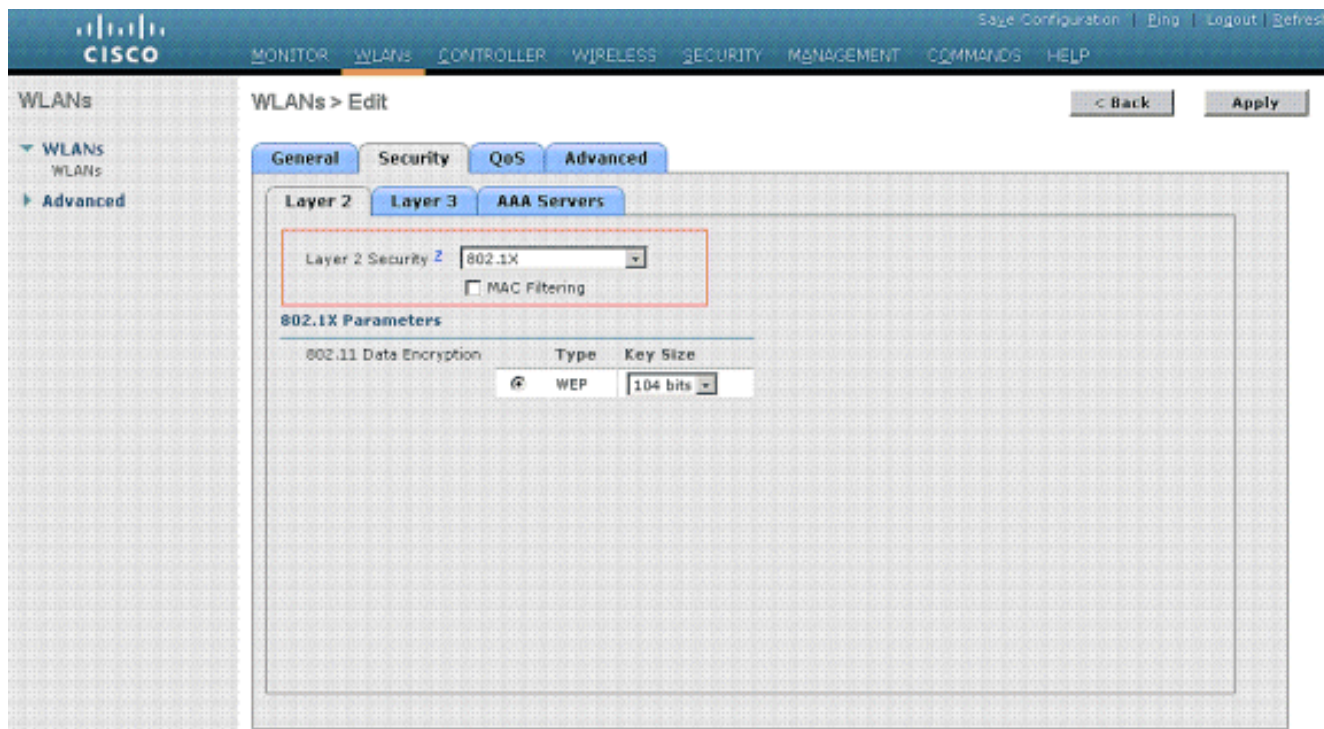 Save Configuration | Ping | Logout | Refres
CISCO
MONITOR WLANs CONTROLLER WIRELESS SECURITY MANAGEMENT COMMANDS HELP
WLANs
WLANs > Edit
< Back
Apply
WLANs
WLANs
Advanced
General Security QoS Advanced
Layer 2 Layer 3 AAA Servers
Layer 2 Security 2 802.1X
MAC Filtering
802.1X Parameters
802.11 Data Encryption Type Key Size
WEP 104 bits